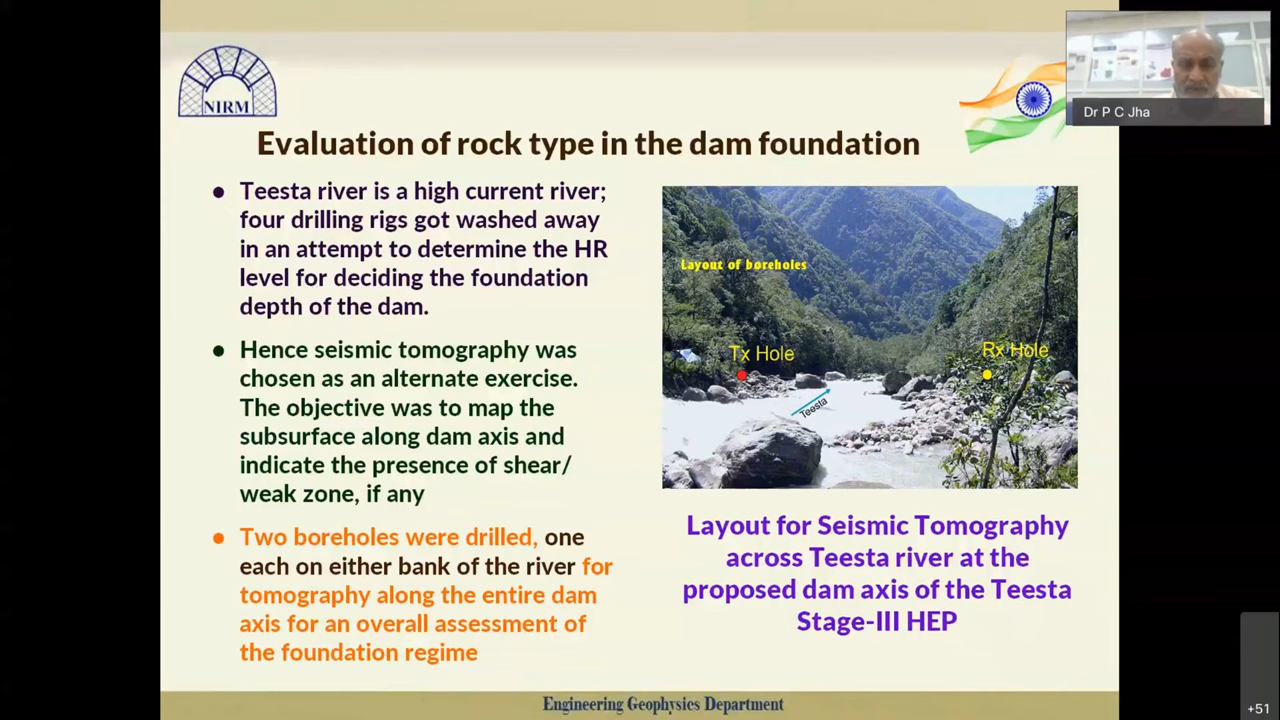 NIRM
Dr P C Jha
Evaluation of rock type in the dam foundation
Teesta river is a high current river;
four drilling rigs got washed away
in an attempt to determine the HR
level for deciding the foundation
depth of the dam.
Hence seismic tomography was
chosen as an alternate exercise.
The objective was to map the
subsurface along dam axis and
indicate the presence of shear/
weak zone, if any
Two boreholes were drilled, one
each on either bank of the river for
tomography along the entire dam
axis for an overall assessment of
the foundation regime
Layout of boreholes
Tx Hole
Rx Hole
Teesta
Layout for Seismic Tomography
across Teesta river at the
proposed dam axis of the Teesta
Stage-III HEP
Engineering Geophysics Department
+51